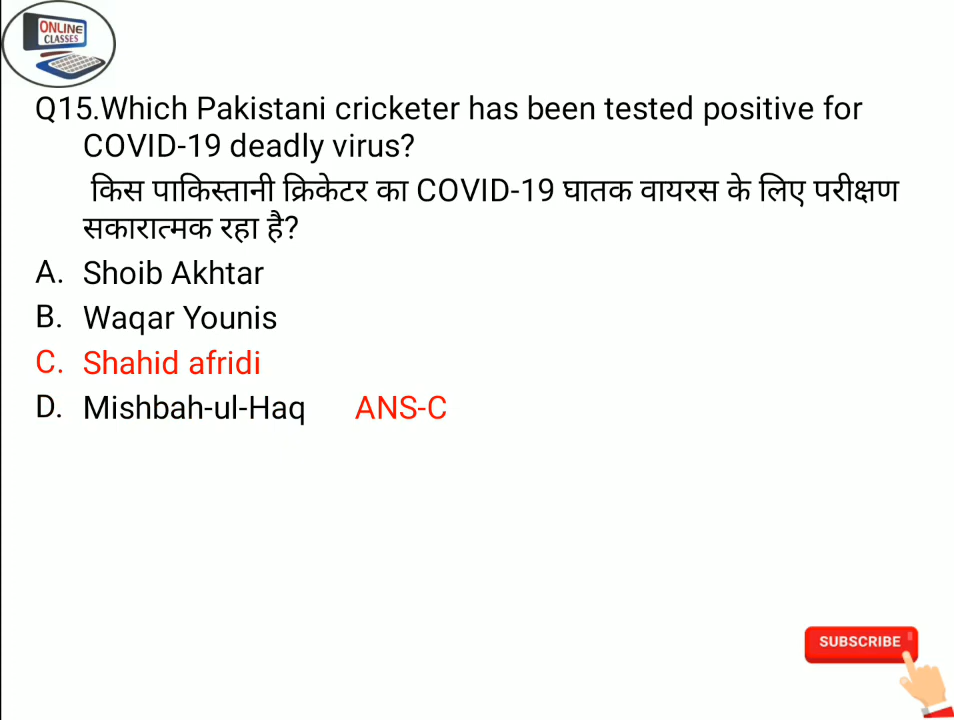 ONLINE
CLASSES
Q15.Which Pakistani cricketer has been tested positive for
COVID-19 deadly virus?
किस पाकिस्तानी क्रिकेटर का COVID-19 घातक वायरस के लिए परीक्षण
सकारात्मक रहा है?
A. Shoib Akhtar
B. Waqar Younis
C. Shahid afridi
D. Mishbah-ul-Haq ANS-C
SUBSCRIBE